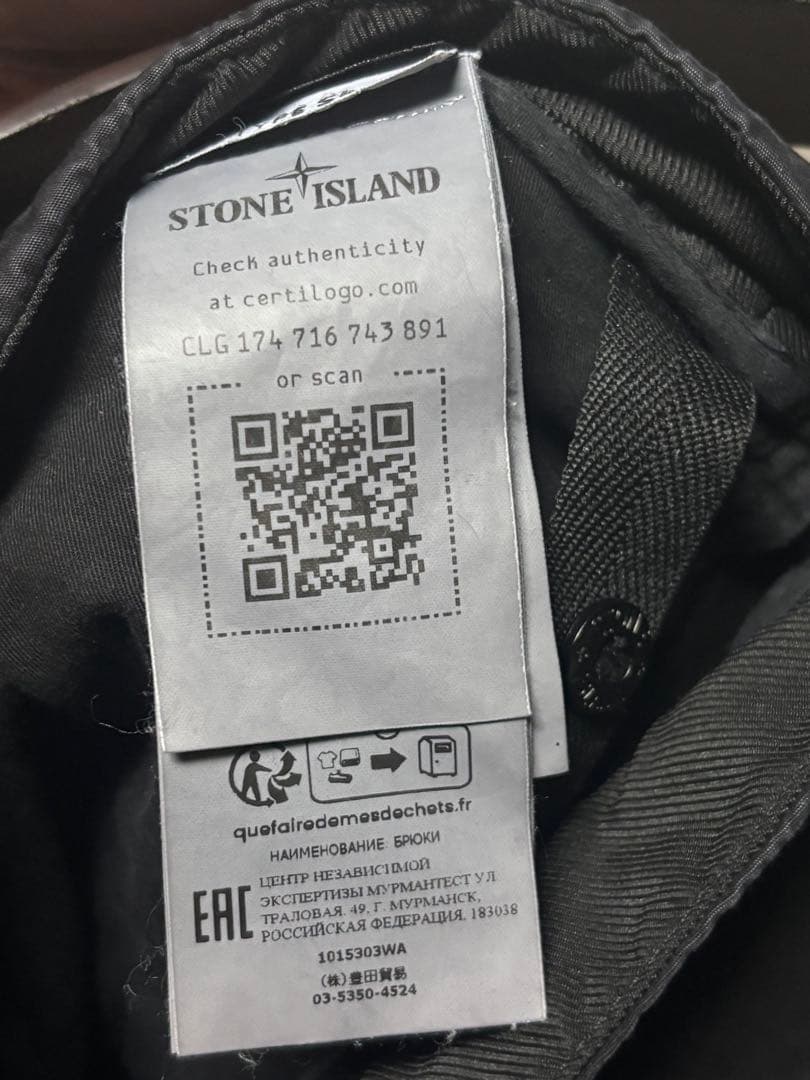 STONE ISLAND
Check authenticity
at certilogo.com
CLG 174 716 743 891
or scan
quefairedemesdechets.fr
НАИМЕНОВАНИЕ: БРЮКИ
EAC
ЦЕНТР НЕЗАВИСІМОЙ
ЭКСПЕРТИЗЫ МУРМАНТЕСТ УЛ
ТРАЛОВАЯ. 49, Г. МУРМАНСК,
РОССИЙСКАЯ ФЕДЕРАЦИЯ, 183038
1015303WA
(株)豊田貿易
03-5350-4524